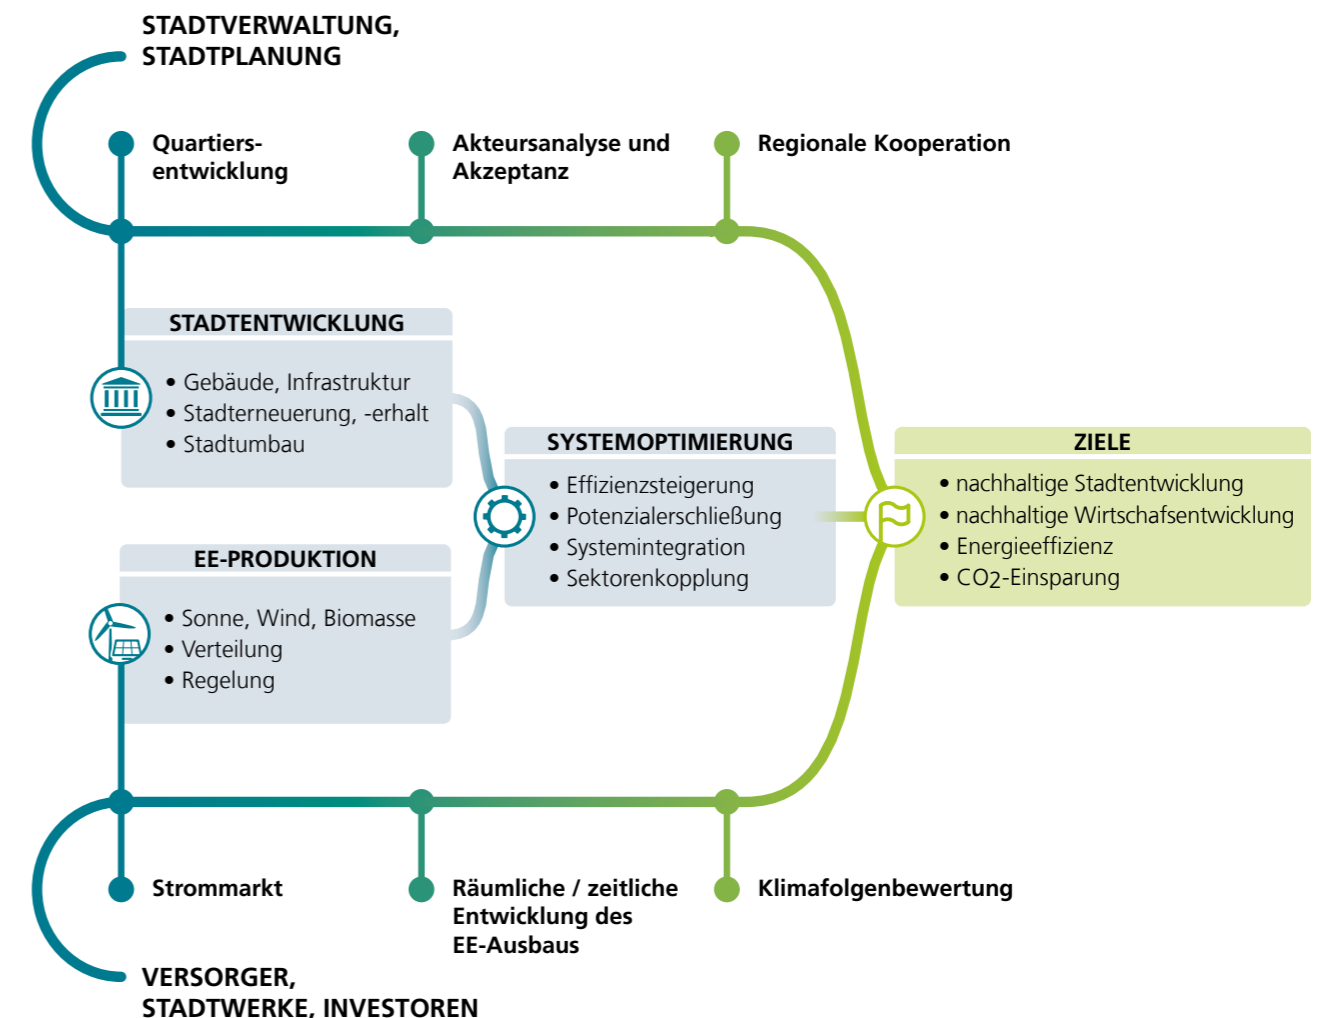 STADTVERWALTUNG,
STADTPLANUNG
Quartiers-
entwicklung
Akteursanalyse und
Akzeptanz
Regionale Kooperation
STADTENTWICKLUNG
• Gebäude, Infrastruktur
• Stadterneuerung, -erhalt
• Stadtumbau
EE-PRODUKTION
• Sonne, Wind, Biomasse
• Verteilung
• Regelung
SYSTEMOPTIMIERUNG
• Effizienzsteigerung
• Potenzialerschließung
• Systemintegration
• Sektorenkopplung
ZIELE
• nachhaltige Stadtentwicklung
• nachhaltige Wirtschafsentwicklung
• Energieeffizienz
• CO2-Einsparung
Strommarkt
Räumliche / zeitliche
Entwicklung des
EE-Ausbaus
Klimafolgenbewertung
VERSORGER,
STADTWERKE, INVESTOREN